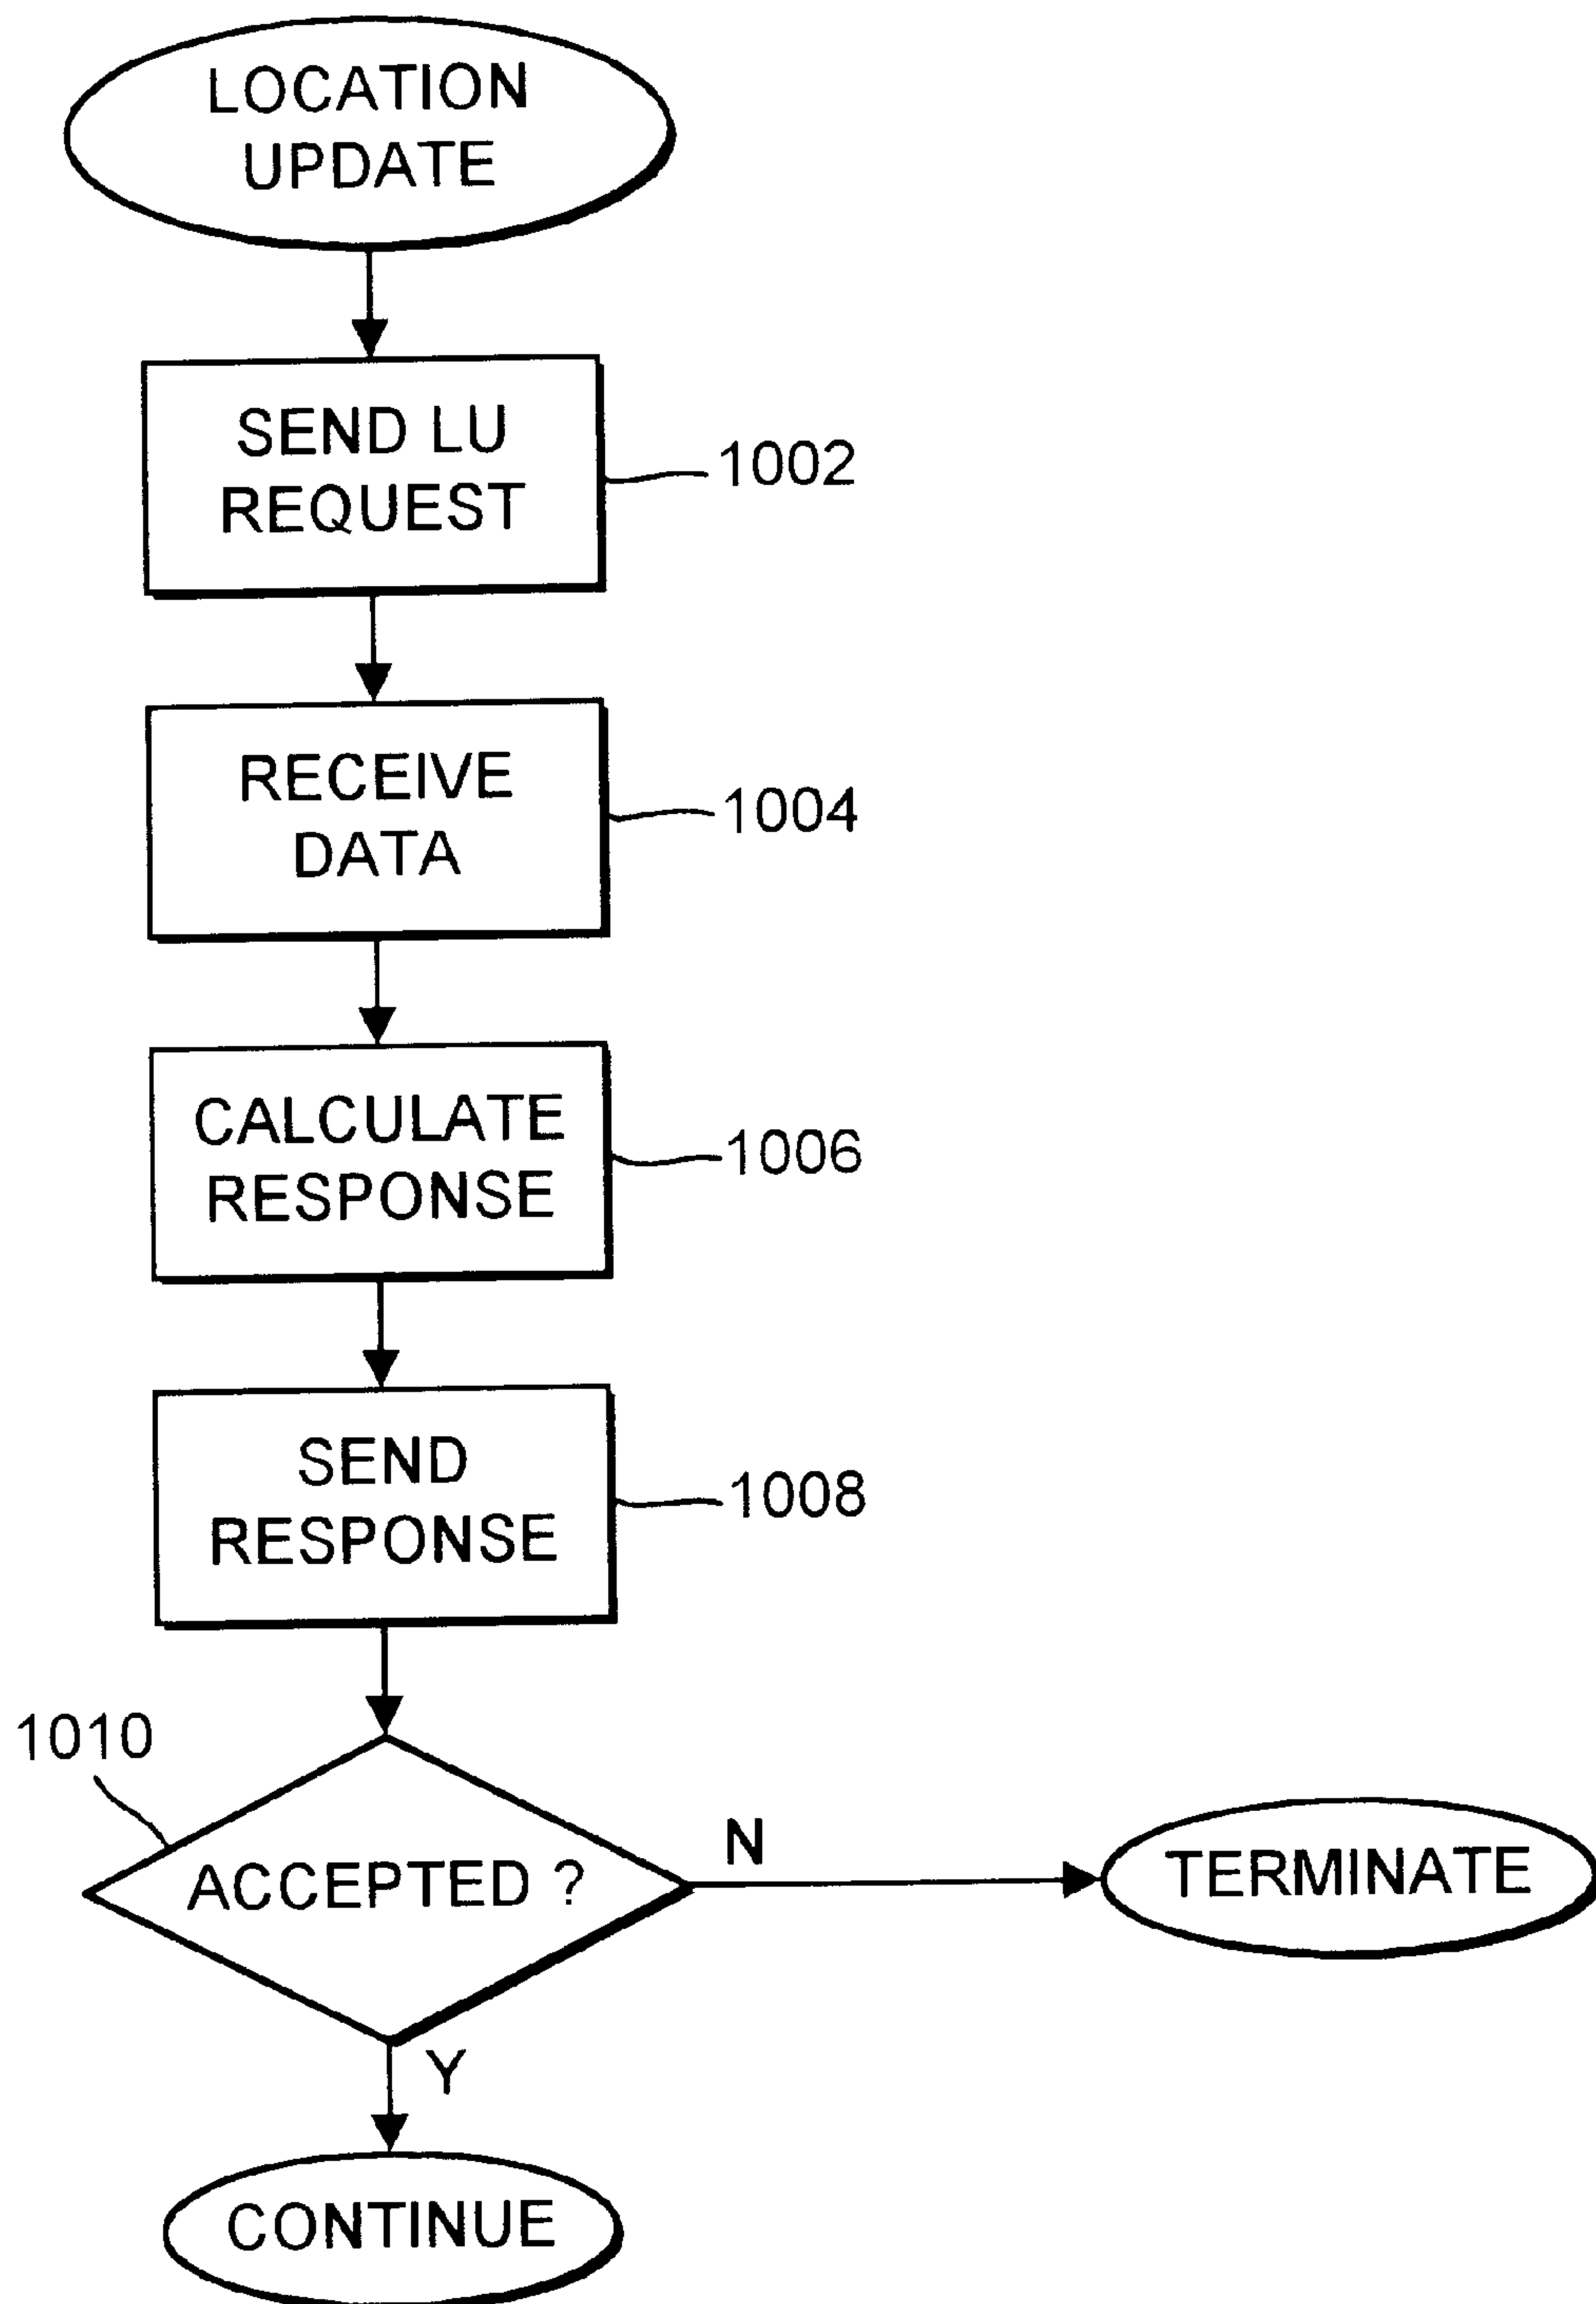 LOCATION
UPDATE
SEND LU
REQUEST
1002
RECEIVE
DATA
1004
CALCULATE
RESPONSE
1006
SEND
RESPONSE
1008
1010
ACCEPTED ?
N
TERMINATE
Y
CONTINUE